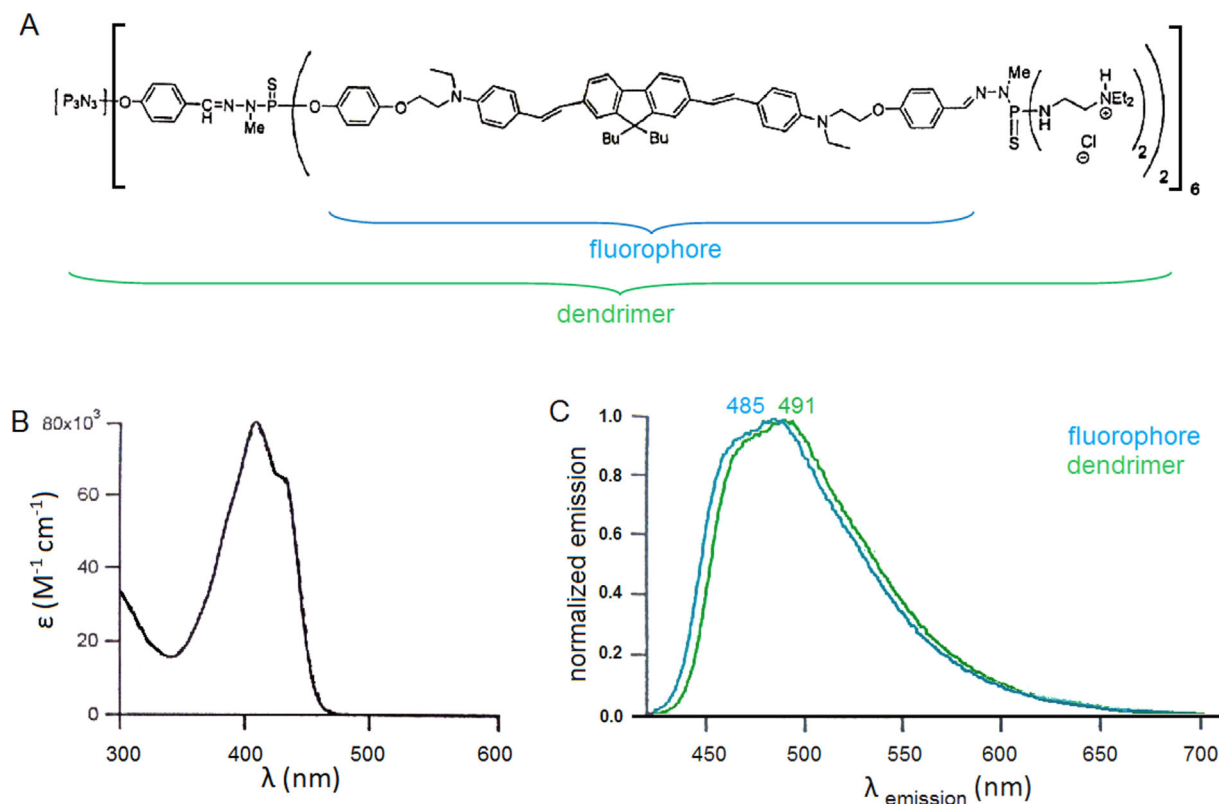 A
[P₃N₃]
O
C
H
N
N
Me
S
P
O
O
N
Bu
Bu
N
O
N
N
Me
P
S
N
H
H
N
Et₂
⊕
Cl
⊖
2
2
6
fluorophore
dendrimer
B
80x10³
60
40
20
0
ε (M⁻¹ cm⁻¹)
300
400
500
600
λ (nm)
C
485
491
fluorophore
dendrimer
1.0
0.8
0.6
0.4
0.2
0.0
normalized emission
450
500
550
600
650
700
λ emission (nm)